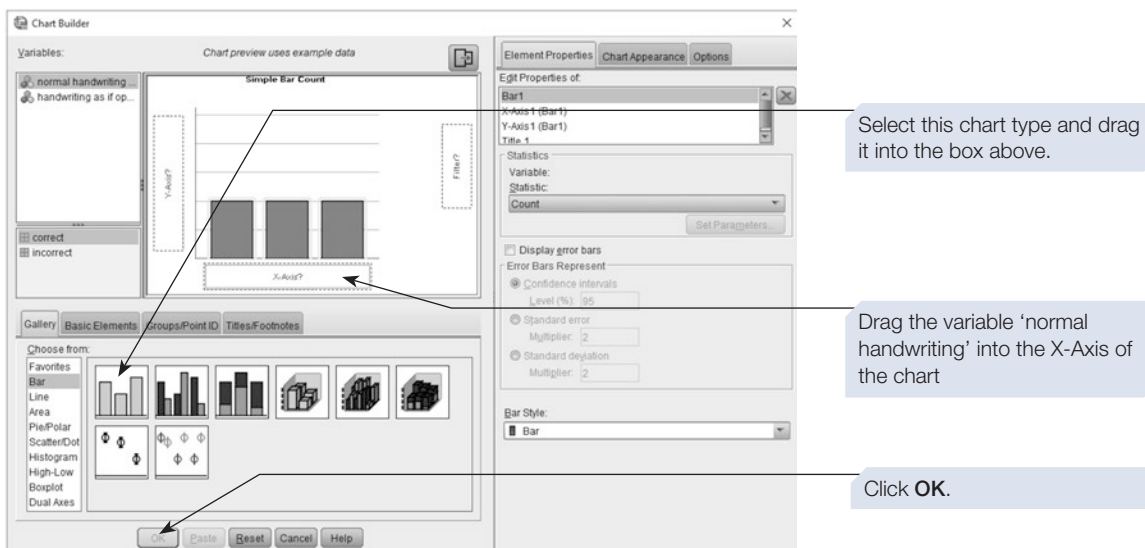 Chart Builder
Variables:
Chart preview uses example data
normal handwriting ...
handwriting as if op...
Simple Bar Count
Y-Axis?
Filter?
X-Axis?
correct
incorrect
Gallery Basic Elements Groups/Point ID Titles/Footnotes
Choose from:
Favorites
Bar
Line
Area
Pie/Polar
Scatter/Dot
Histogram
High-Low
Boxplot
Dual Axes
OK Paste Reset Cancel Help
Element Properties Chart Appearance Options
Edit Properties of:
Bar1
X-Axis1 (Bar1)
Y-Axis1 (Bar1)
Title 1
Statistics
Variable:
Statistic:
Count
Set Parameters...
Display error bars
Error Bars Represent
Confidence intervals
Level (%): 95
Standard error
Multiplier: 2
Standard deviation
Multiplier: 2
Bar Style:
Bar
Select this chart type and drag
it into the box above.
Drag the variable ‘normal
handwriting’ into the X-Axis of
the chart
Click OK.